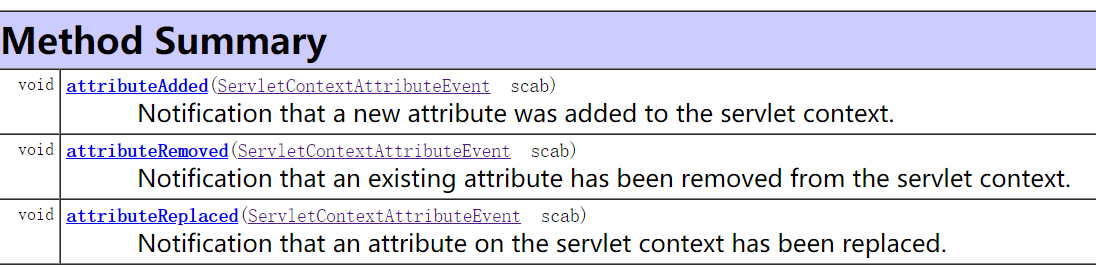 Method Summary
void attributeAdded(ServletContextAttributeEvent scab)
Notification that a new attribute was added to the servlet context.
void attributeRemoved(ServletContextAttributeEvent scab)
Notification that an existing attribute has been removed from the servlet context.
void attributeReplaced(ServletContextAttributeEvent scab)
Notification that an attribute on the servlet context has been replaced.